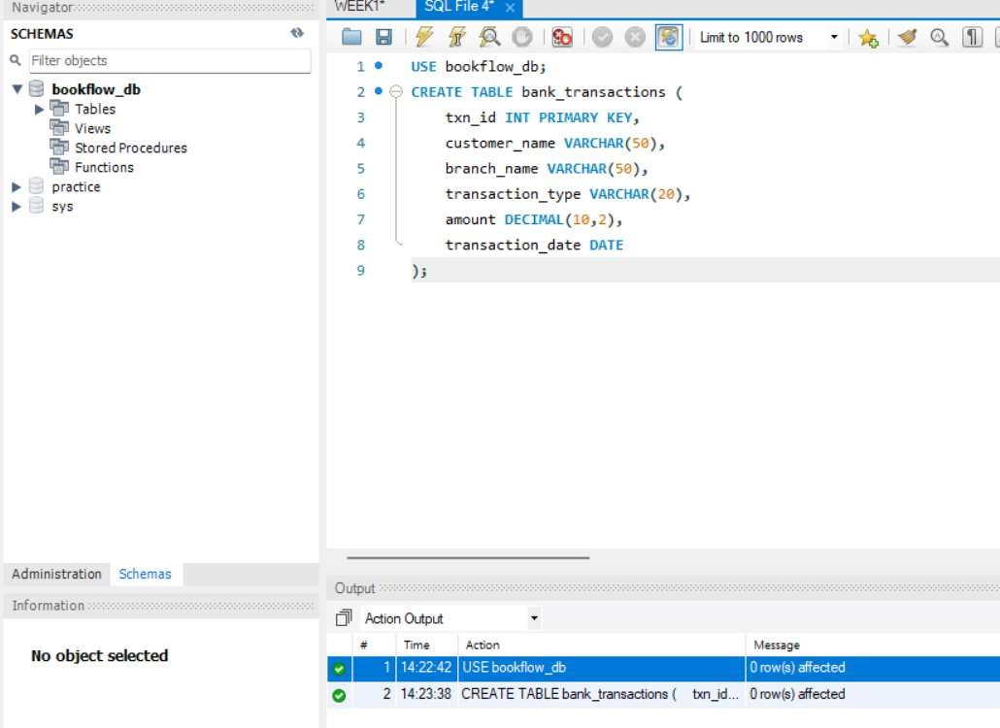 Navigator
SCHEMAS
Filter objects
bookflow_db
Tables
Views
Stored Procedures
Functions
practice
sys
Administration Schemas
Information
No object selected
WEEK1* SQL File 4*
Limit to 1000 rows
1 USE bookflow_db;
2 CREATE TABLE bank_transactions (
3 txn_id INT PRIMARY KEY,
4 customer_name VARCHAR(50),
5 branch_name VARCHAR(50),
6 transaction_type VARCHAR(20),
7 amount DECIMAL(10,2),
8 transaction_date DATE
9 );
Output
Action Output
# Time Action Message
1 14:22:42 USE bookflow_db 0 row(s) affected
2 14:23:38 CREATE TABLE bank_transactions ( txn_id... 0 row(s) affected